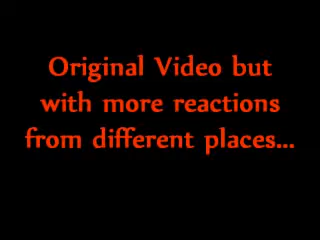 Original Video but
with more reactions
from different places...